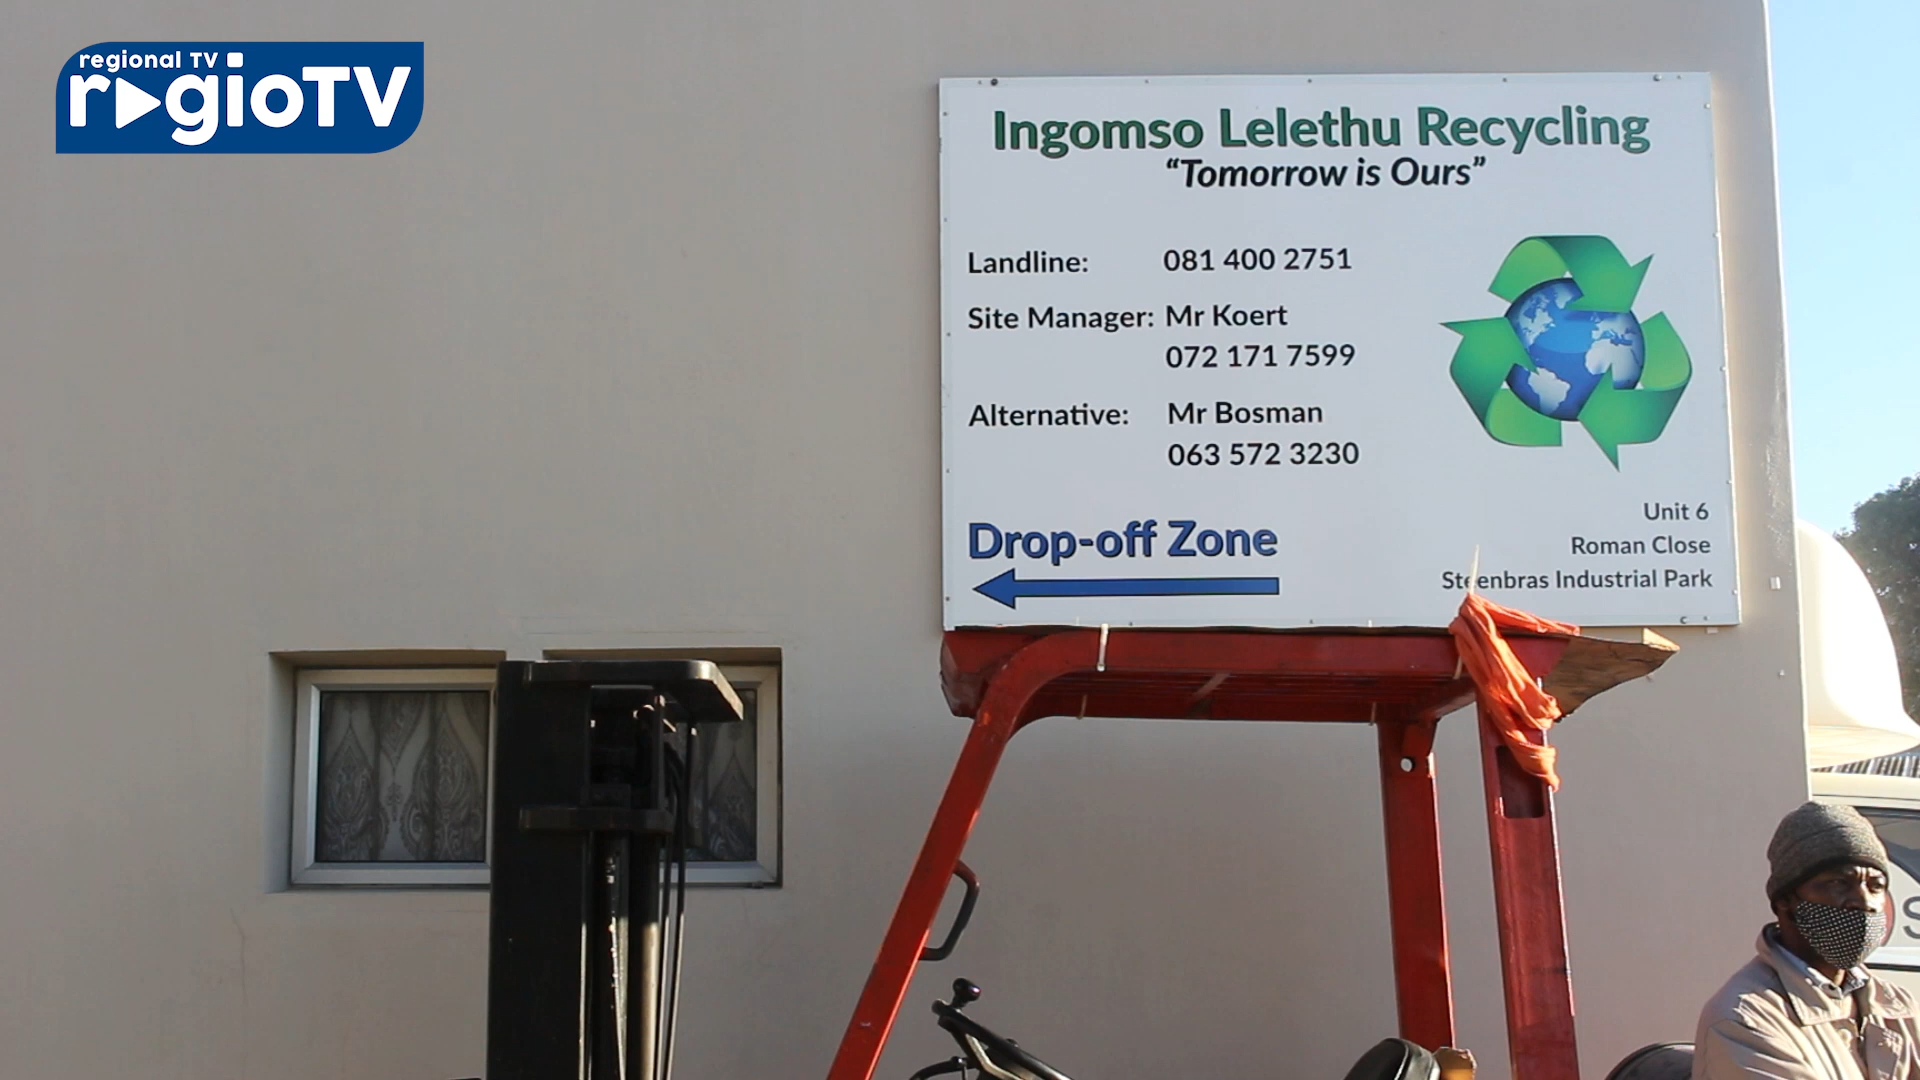 regional TV
regioTV
Ingomso Lelethu Recycling
“Tomorrow is Ours”
Landline: 081 400 2751
Site Manager: Mr Koert
072 171 7599
Alternative: Mr Bosman
063 572 3230
Drop-off Zone
Unit 6
Roman Close
Steenbras Industrial Park
S